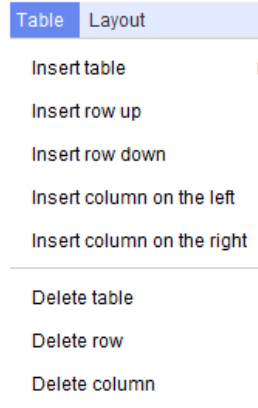 Table Layout
Insert table
Insert row up
Insert row down
Insert column on the left
Insert column on the right
Delete table
Delete row
Delete column